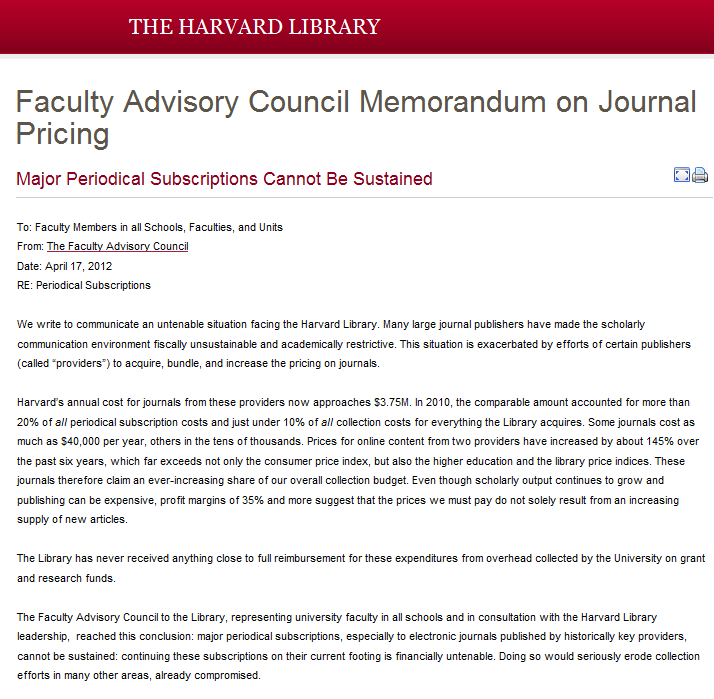 THE HARVARD LIBRARY
Faculty Advisory Council Memorandum on Journal
Pricing
Major Periodical Subscriptions Cannot Be Sustained
To: Faculty Members in all Schools, Faculties, and Units
From: The Faculty Advisory Council
Date: April 17, 2012
RE: Periodical Subscriptions
We write to communicate an untenable situation facing the Harvard Library. Many large journal publishers have made the scholarly
communication environment fiscally unsustainable and academically restrictive. This situation is exacerbated by efforts of certain publishers
(called “providers”) to acquire, bundle, and increase the pricing on journals.
Harvard’s annual cost for journals from these providers now approaches $3.75M. In 2010, the comparable amount accounted for more than
20% of all periodical subscription costs and just under 10% of all collection costs for everything the Library acquires. Some journals cost as
much as $40,000 per year, others in the tens of thousands. Prices for online content from two providers have increased by about 145% over
the past six years, which far exceeds not only the consumer price index, but also the higher education and the library price indices. These
journals therefore claim an ever-increasing share of our overall collection budget. Even though scholarly output continues to grow and
publishing can be expensive, profit margins of 35% and more suggest that the prices we must pay do not solely result from an increasing
supply of new articles.
The Library has never received anything close to full reimbursement for these expenditures from overhead collected by the University on grant
and research funds.
The Faculty Advisory Council to the Library, representing university faculty in all schools and in consultation with the Harvard Library
leadership, reached this conclusion: major periodical subscriptions, especially to electronic journals published by historically key providers,
cannot be sustained: continuing these subscriptions on their current footing is financially untenable. Doing so would seriously erode collection
efforts in many other areas, already compromised.